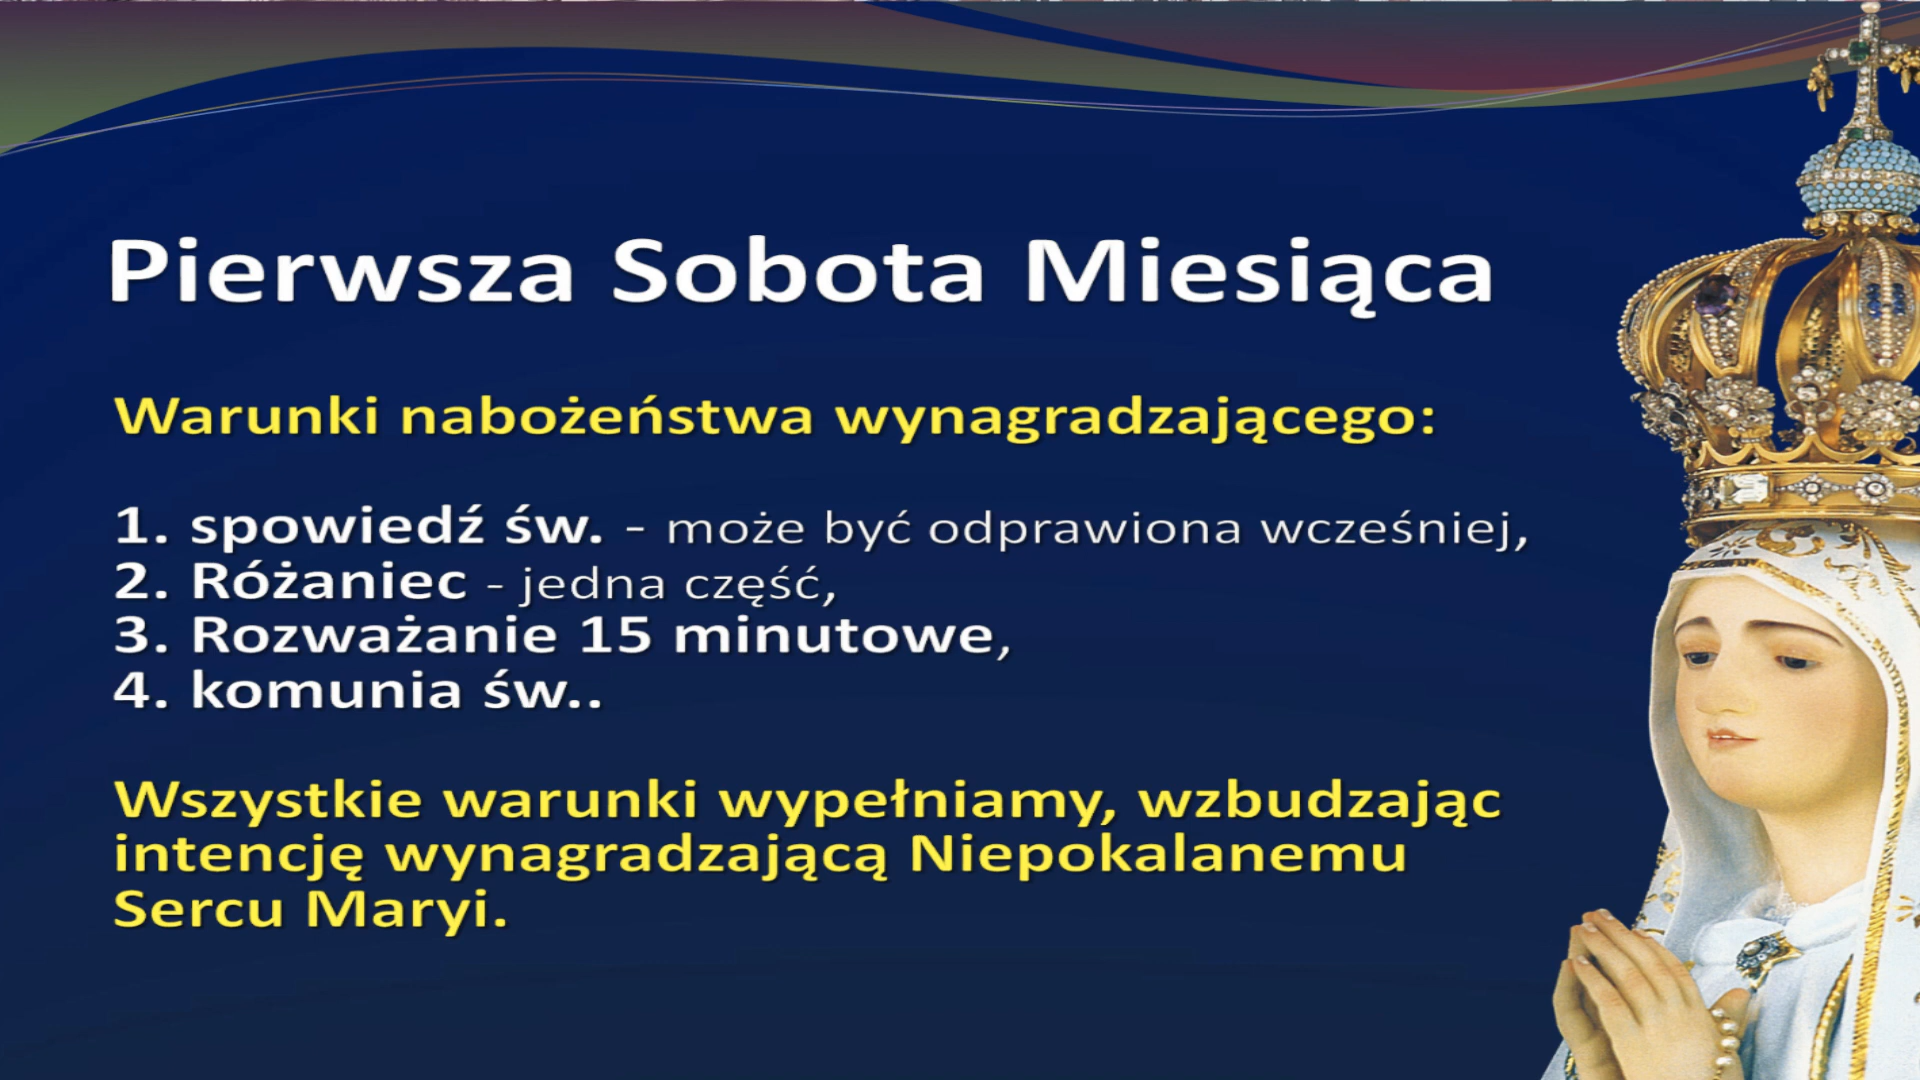 Pierwsza Sobota Miesiąca
Warunki nabożeństwa wynagradzającego:
1. spowiedź św. - może być odprawiona wcześniej,
2. Różaniec - jedna część,
3. Rozważanie 15 minutowe,
4. komunia św..
Wszystkie warunki wypełniamy, wzbudzając
intencję wynagradzającą Niepokalanemu
Sercu Maryi.